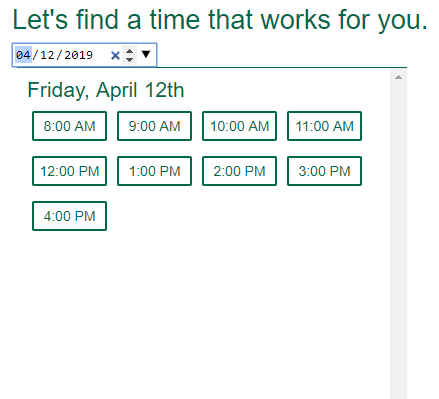 Let's find a time that works for you.
04/12/2019
Friday, April 12th
8:00 AM 9:00 AM 10:00 AM 11:00 AM
12:00 PM 1:00 PM 2:00 PM 3:00 PM
4:00 PM